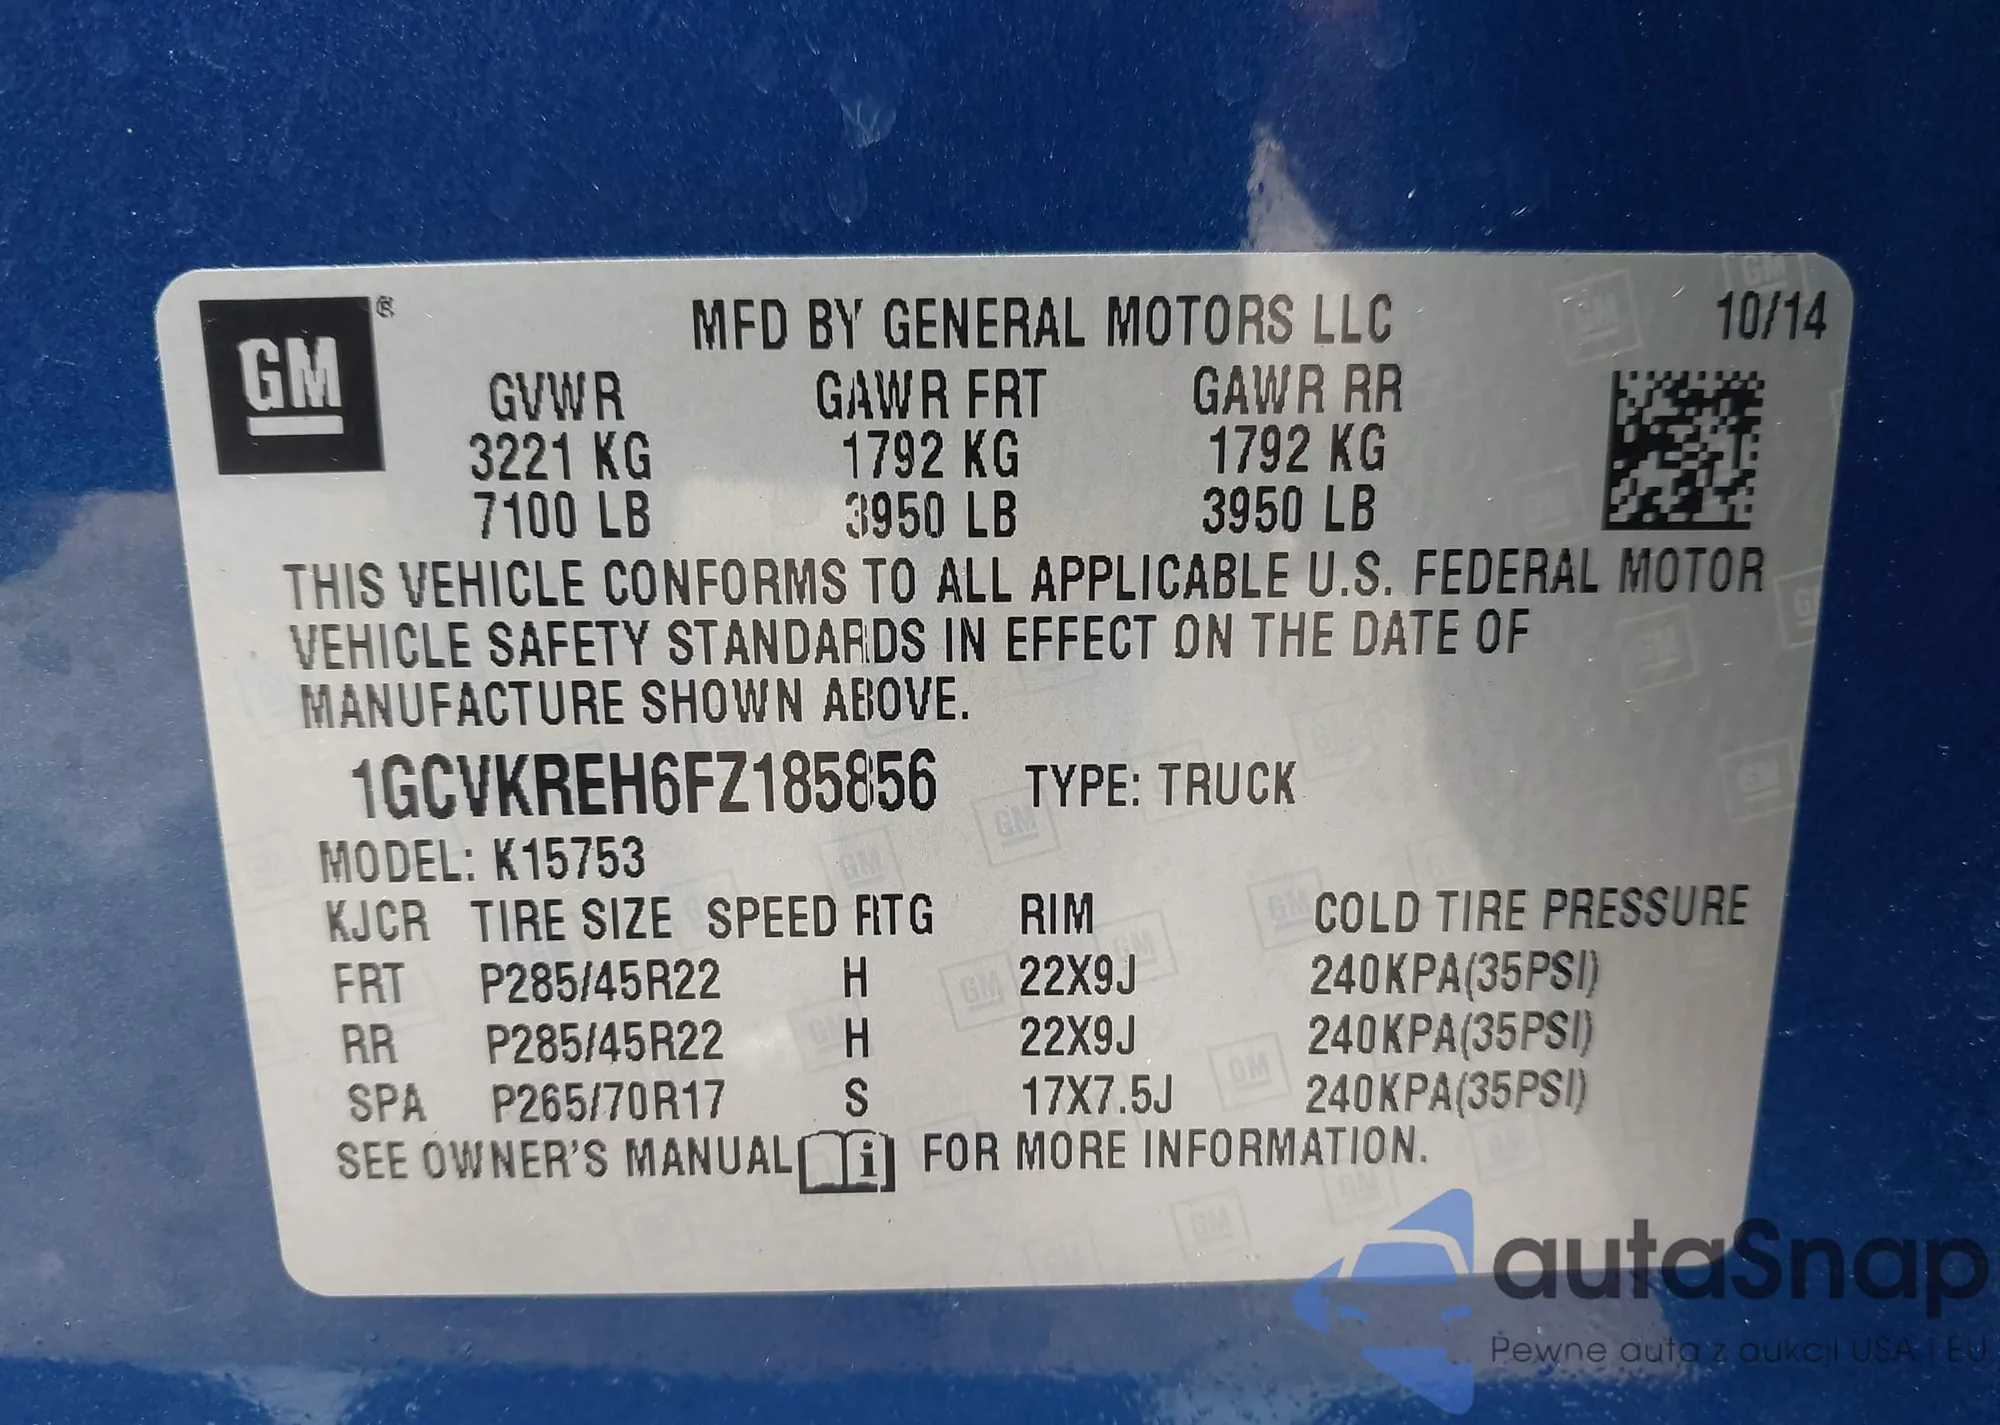 GM ® MFD BY GENERAL MOTORS LLC 10/14
GVWR GAWR FRT GAWR RR
3221 KG 1792 KG 1792 KG
7100 LB 3950 LB 3950 LB
THIS VEHICLE CONFORMS TO ALL APPLICABLE U.S. FEDERAL MOTOR
VEHICLE SAFETY STANDARDS IN EFFECT ON THE DATE OF
MANUFACTURE SHOWN ABOVE.
1GCVKREH6FZ185856 TYPE: TRUCK
MODEL: K15753
KJCR TIRE SIZE SPEED RTG RIM COLD TIRE PRESSURE
FRT P285/45R22 H 22X9J 240KPA(35PSI)
RR P285/45R22 H 22X9J 240KPA(35PSI)
SPA P265/70R17 S 17X7.5J 240KPA(35PSI)
SEE OWNER'S MANUAL i FOR MORE INFORMATION.
autaSnap
Pewne auta z aukcji USA i EU